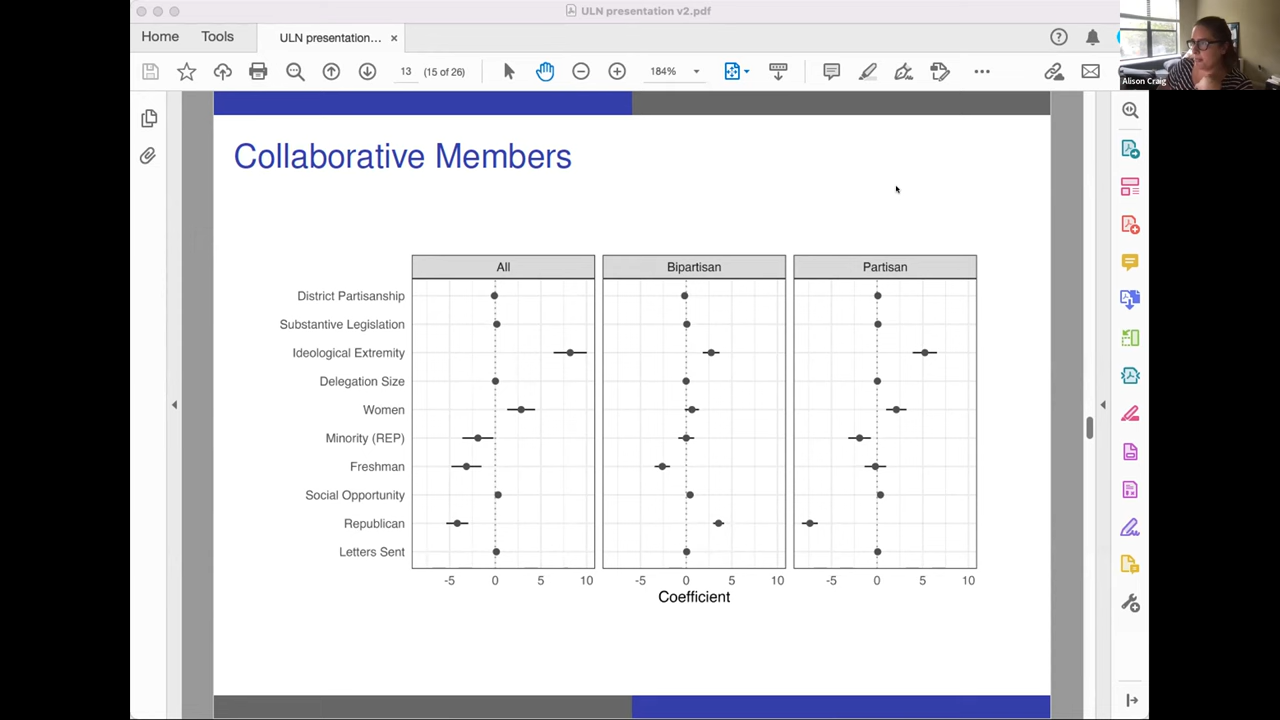 ULN presentation v2.pdf
Home Tools ULN presentation... ×
13 (15 of 26) 184%
Alison Craig
Collaborative Members
All Bipartisan Partisan
District Partisanship
Substantive Legislation
Ideological Extremity
Delegation Size
Women
Minority (REP)
Freshman
Social Opportunity
Republican
Letters Sent
-5 0 5 10 -5 0 5 10 -5 0 5 10
Coefficient